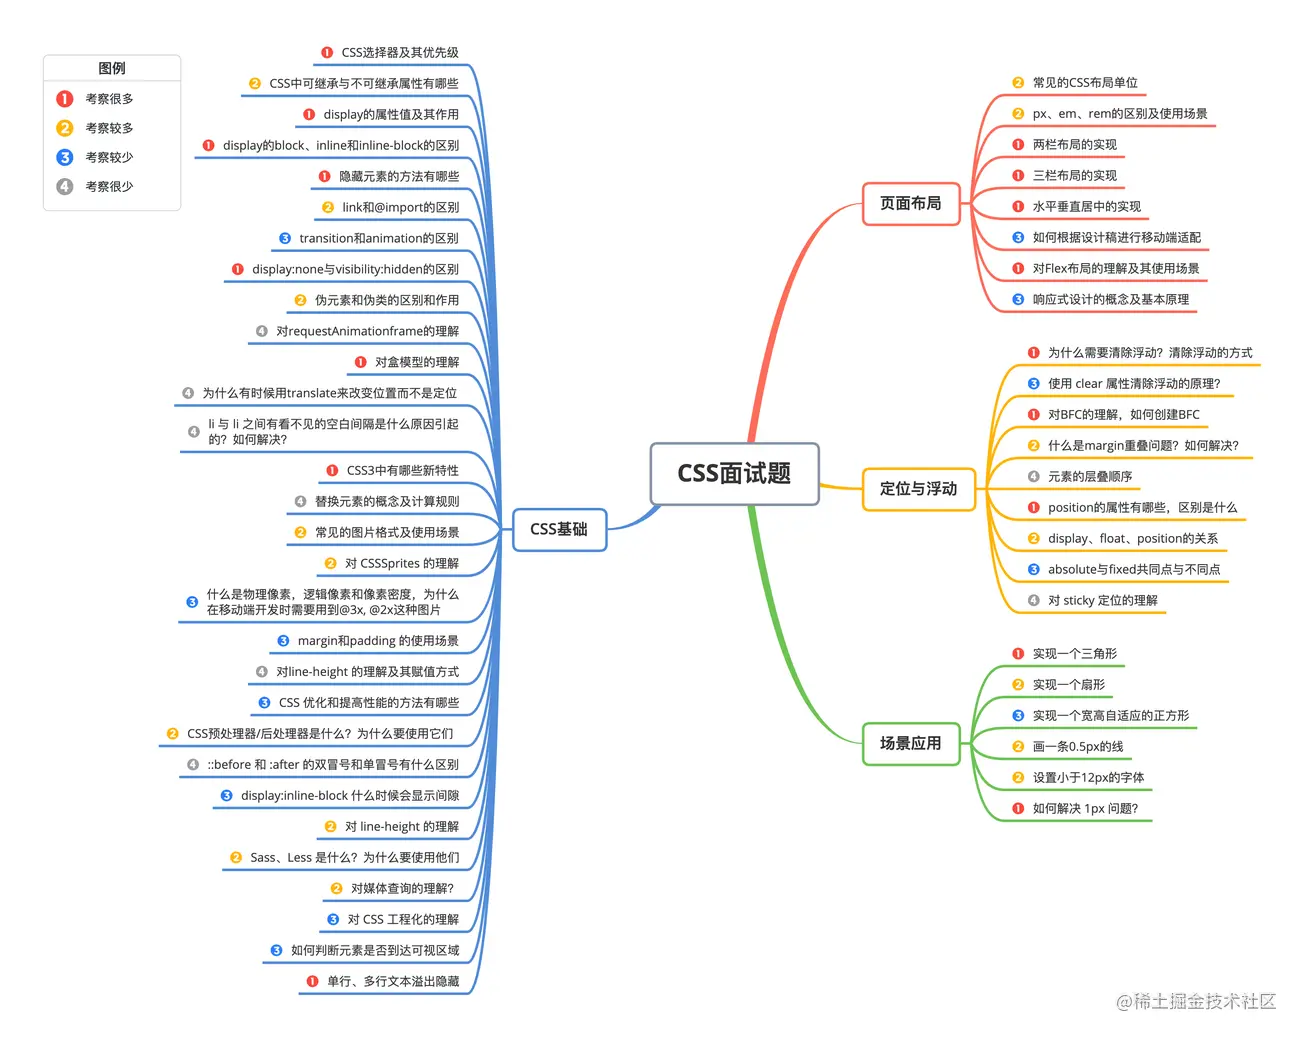 图例
1 考察很多
2 考察较多
3 考察较少
4 考察很少
CSS面试题
CSS基础
1 CSS选择器及其优先级
2 CSS中可继承与不可继承属性有哪些
1 display的属性值及其作用
1 display的block、inline和inline-block的区别
1 隐藏元素的方法有哪些
2 link和@import的区别
3 transition和animation的区别
1 display:none与visibility:hidden的区别
2 伪元素和伪类的区别和作用
4 对requestAnimationframe的理解
1 对盒模型的理解
4 为什么有时候用translate来改变位置而不是定位
4 li 与 li 之间有看不见的空白间隔是什么原因引起
的？如何解决？
1 CSS3中有哪些新特性
4 替换元素的概念及计算规则
2 常见的图片格式及使用场景
2 对 CSSSprites 的理解
3 什么是物理像素，逻辑像素和像素密度，为什么
在移动端开发时需要用到@3x, @2x这种图片
3 margin和padding 的使用场景
4 对line-height 的理解及其赋值方式
3 CSS 优化和提高性能的方法有哪些
2 CSS预处理器/后处理器是什么？为什么要使用它们
4 ::before 和 :after 的双冒号和单冒号有什么区别
3 display:inline-block 什么时候会显示间隙
2 对 line-height 的理解
2 Sass、Less 是什么？为什么要使用他们
2 对媒体查询的理解？
3 对 CSS 工程化的理解
3 如何判断元素是否到达可视区域
1 单行、多行文本溢出隐藏
页面布局
2 常见的CSS布局单位
2 px、em、rem的区别及使用场景
1 两栏布局的实现
1 三栏布局的实现
1 水平垂直居中的实现
3 如何根据设计稿进行移动端适配
1 对Flex布局的理解及其使用场景
3 响应式设计的概念及基本原理
定位与浮动
1 为什么需要清除浮动？清除浮动的方式
3 使用 clear 属性清除浮动的原理？
1 对BFC的理解，如何创建BFC
2 什么是margin重叠问题？如何解决？
4 元素的层叠顺序
1 position的属性有哪些，区别是什么
2 display、float、position的关系
3 absolute与fixed共同点与不同点
4 对 sticky 定位的理解
场景应用
1 实现一个三角形
2 实现一个扇形
3 实现一个宽高自适应的正方形
2 画一条0.5px的线
2 设置小于12px的字体
1 如何解决 1px 问题？
@稀土掘金技术社区